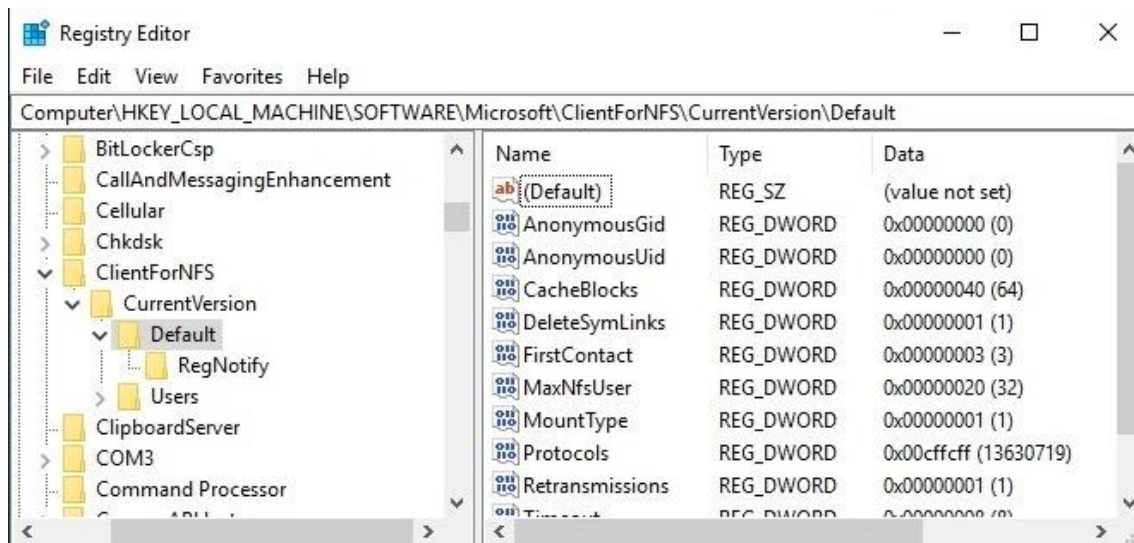 Registry Editor
File Edit View Favorites Help
Computer\HKEY_LOCAL_MACHINE\SOFTWARE\Microsoft\ClientForNFS\CurrentVersion\Default
BitLockerCsp
CallAndMessagingEnhancement
Cellular
Chkdsk
ClientForNFS
CurrentVersion
Default
RegNotify
Users
ClipboardServer
COM3
Command Processor
Name Type Data
(Default) REG_SZ (value not set)
AnonymousGid REG_DWORD 0x00000000 (0)
AnonymousUid REG_DWORD 0x00000000 (0)
CacheBlocks REG_DWORD 0x00000040 (64)
DeleteSymLinks REG_DWORD 0x00000001 (1)
FirstContact REG_DWORD 0x00000003 (3)
MaxNfsUser REG_DWORD 0x00000020 (32)
MountType REG_DWORD 0x00000001 (1)
Protocols REG_DWORD 0x00cffcff (13630719)
Retransmissions REG_DWORD 0x00000001 (1)